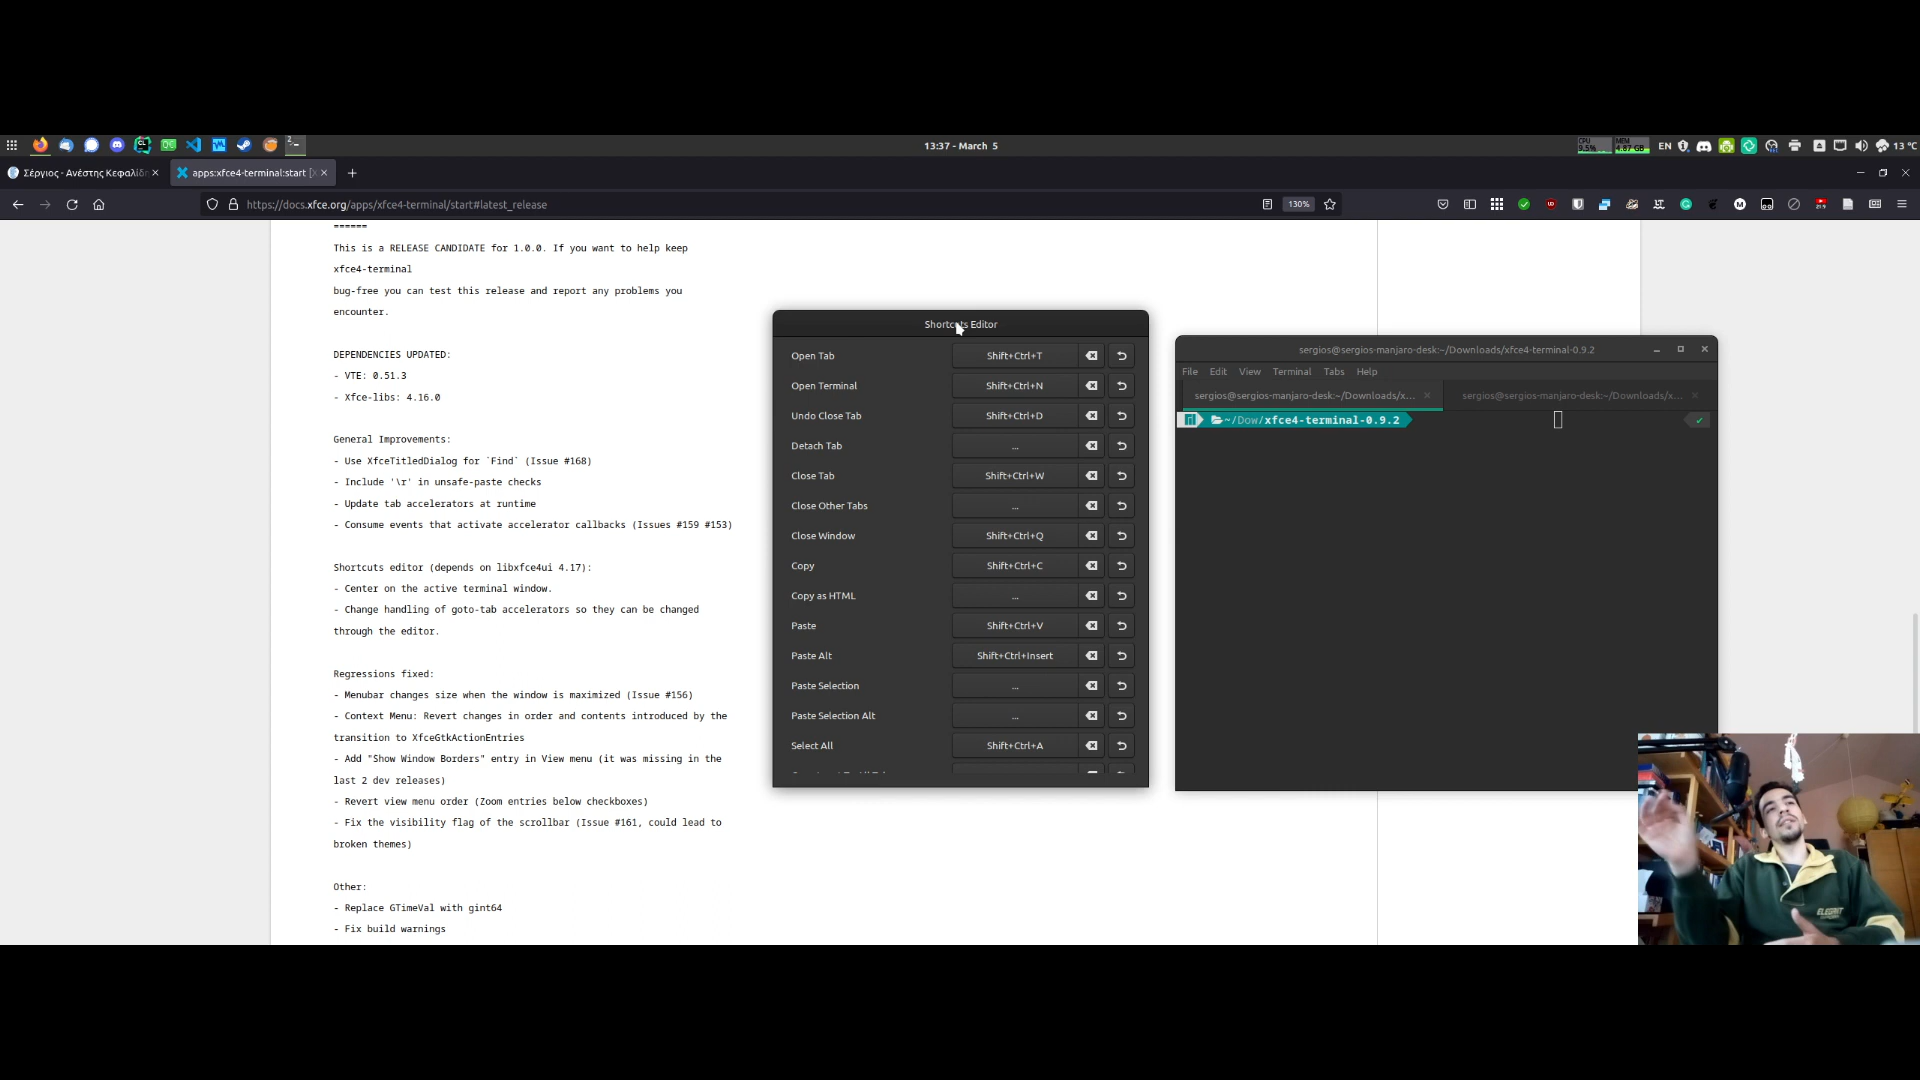 13:37 - March 5
EN
13 °C
Σέργιος - Ανέστης Κεφαλίδη
apps:xfce4-terminal:start [X
https://docs.xfce.org/apps/xfce4-terminal/start#latest_release
130%
======
This is a RELEASE CANDIDATE for 1.0.0. If you want to help keep
xfce4-terminal
bug-free you can test this release and report any problems you
encounter.
DEPENDENCIES UPDATED:
- VTE: 0.51.3
- Xfce-libs: 4.16.0
General Improvements:
- Use XfceTitledDialog for `Find` (Issue #168)
- Include '\r' in unsafe-paste checks
- Update tab accelerators at runtime
- Consume events that activate accelerator callbacks (Issues #159 #153)
Shortcuts editor (depends on libxfce4ui 4.17):
- Center on the active terminal window.
- Change handling of goto-tab accelerators so they can be changed
through the editor.
Regressions fixed:
- Menubar changes size when the window is maximized (Issue #156)
- Context Menu: Revert changes in order and contents introduced by the
transition to XfceGtkActionEntries
- Add "Show Window Borders" entry in View menu (it was missing in the
last 2 dev releases)
- Revert view menu order (Zoom entries below checkboxes)
- Fix the visibility flag of the scrollbar (Issue #161, could lead to
broken themes)
Other:
- Replace GTimeVal with gint64
- Fix build warnings
Shortcuts Editor
Open Tab Shift+Ctrl+T
Open Terminal Shift+Ctrl+N
Undo Close Tab Shift+Ctrl+D
Detach Tab ...
Close Tab Shift+Ctrl+W
Close Other Tabs ...
Close Window Shift+Ctrl+Q
Copy Shift+Ctrl+C
Copy as HTML ...
Paste Shift+Ctrl+V
Paste Alt Shift+Ctrl+Insert
Paste Selection ...
Paste Selection Alt ...
Select All Shift+Ctrl+A
sergios@sergios-manjaro-desk:~/Downloads/xfce4-terminal-0.9.2
File Edit View Terminal Tabs Help
sergios@sergios-manjaro-desk:~/Downloads/x... sergios@sergios-manjaro-desk:~/Downloads/x...
~/Dow/xfce4-terminal-0.9.2